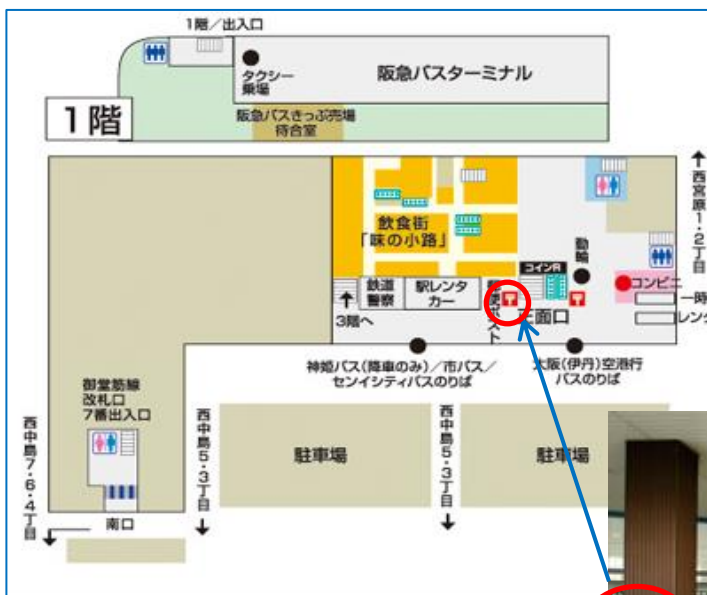 1階／出入口
タクシー
乗場
阪急バスターミナル
阪急バスきっぷ売場
待合室
1階
西宮原1・2丁目
飲食街
「味の小路」
動輪
コインR
コンビニ
一時
レンタ
鉄道
警察
駅レンタ
カー
郵便ポスト
正面口
3階へ
神姫バス(降車のみ)／市バス／
センイシティバスのりば
大阪(伊丹)空港行
バスのりば
御堂筋線
改札口
7番出入口
西中島7・6・4丁目
西中島5・3丁目
駐車場
西中島5・3丁目
駐車場
南口